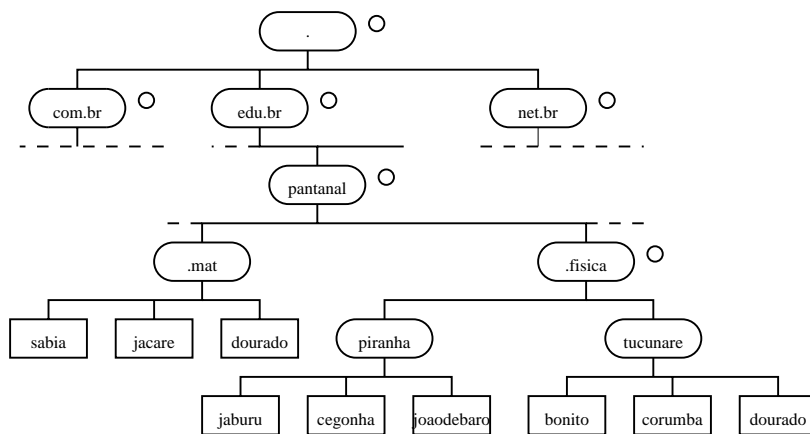 .
com.br edu.br net.br
pantanal
.mat .fisica
sabia jacare dourado piranha tucunare
jaburu cegonha joaodebaro bonito corumba dourado